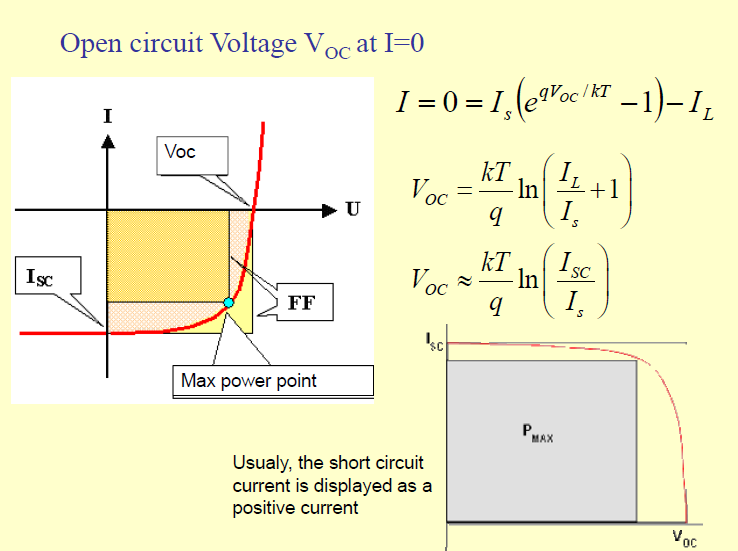 Open circuit Voltage V_OC at I=0
I = 0 = I_s(e^{qV_OC / kT} − 1) − I_L
I
Voc
U
V_OC = kT/q ln(I_L/I_s + 1)
I_SC
FF
V_OC ≈ kT/q ln(I_SC/I_s)
Max power point
I_SC
P_MAX
Usualy, the short circuit
current is displayed as a
positive current
V_OC